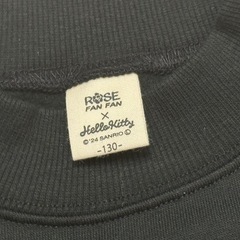 ROSE
FAN FAN
×
Hello Kitty
©'24 SANRIO©
-130-